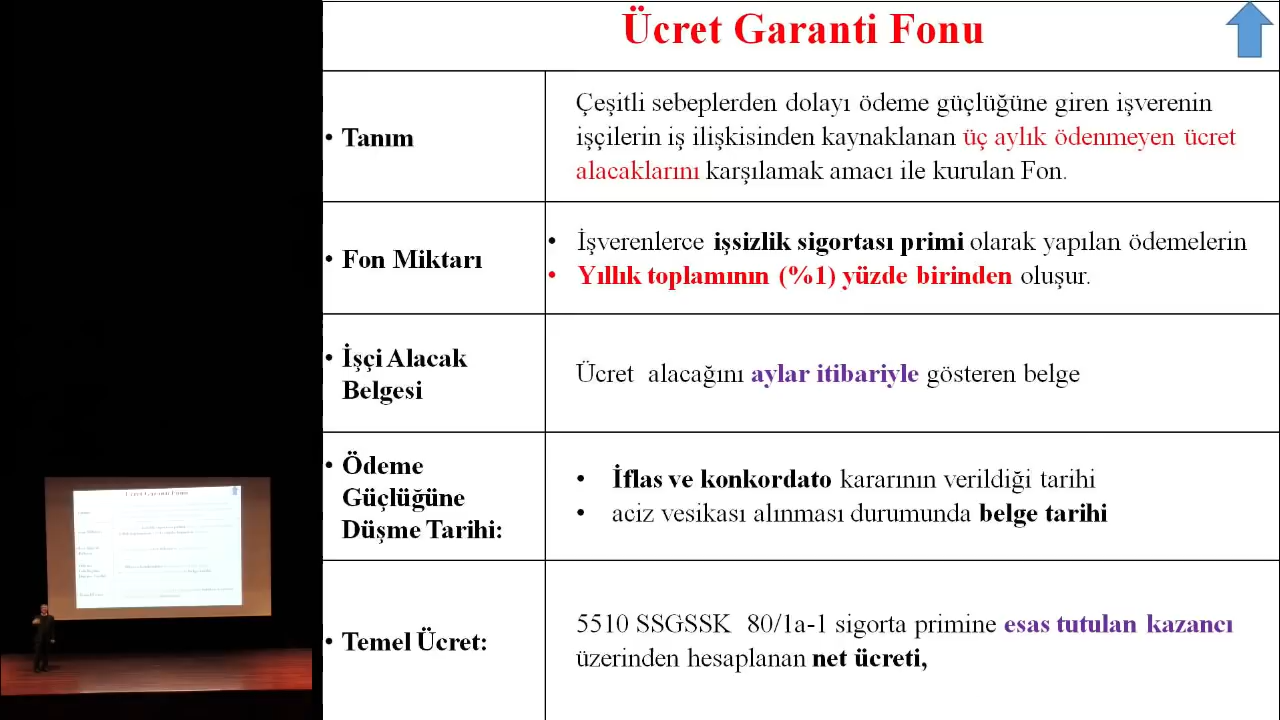 Ücret Garanti Fonu
• Tanım
Çeşitli sebeplerden dolayı ödeme güçlüğüne giren işverenin
işçilerin iş ilişkisinden kaynaklanan üç aylık ödenmeyen ücret
alacaklarını karşılamak amacı ile kurulan Fon.
• Fon Miktarı
• İşverenlerce işsizlik sigortası primi olarak yapılan ödemelerin
• Yıllık toplamının (%1) yüzde birinden oluşur.
• İşçi Alacak
Belgesi
Ücret alacağını aylar itibariyle gösteren belge
• Ödeme
Güçlüğüne
Düşme Tarihi:
• İflas ve konkordato kararının verildiği tarihi
• aciz vesikası alınması durumunda belge tarihi
• Temel Ücret:
5510 SSGSSK 80/1a-1 sigorta primine esas tutulan kazancı
üzerinden hesaplanan net ücreti,
Ücret Garanti Fonu